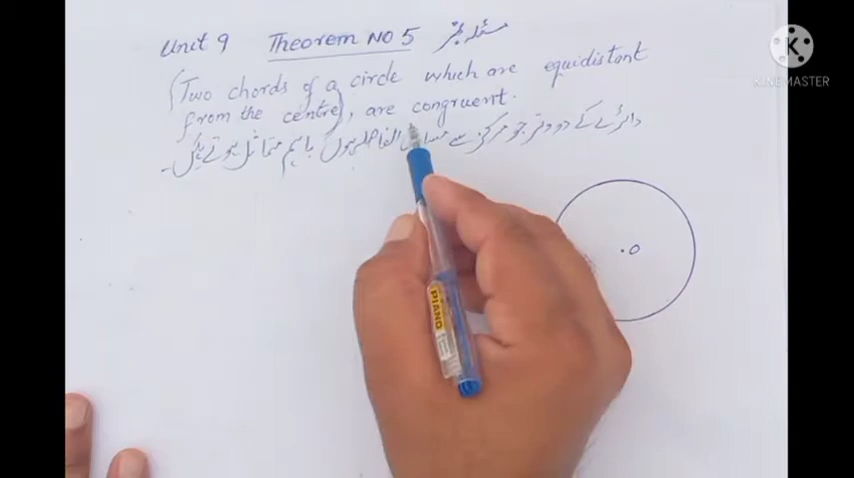 Unit 9 Theorem NO 5 مسئلہ نمبر
(Two chords of a circle which are equidistant
from the centre), are congruent.
دائرے کے دو وتر جو مرکز سے مساوی الفاصلہ ہوں باہم متماثل ہوتے ہیں۔
.O
PIANO
K
KINEMASTER